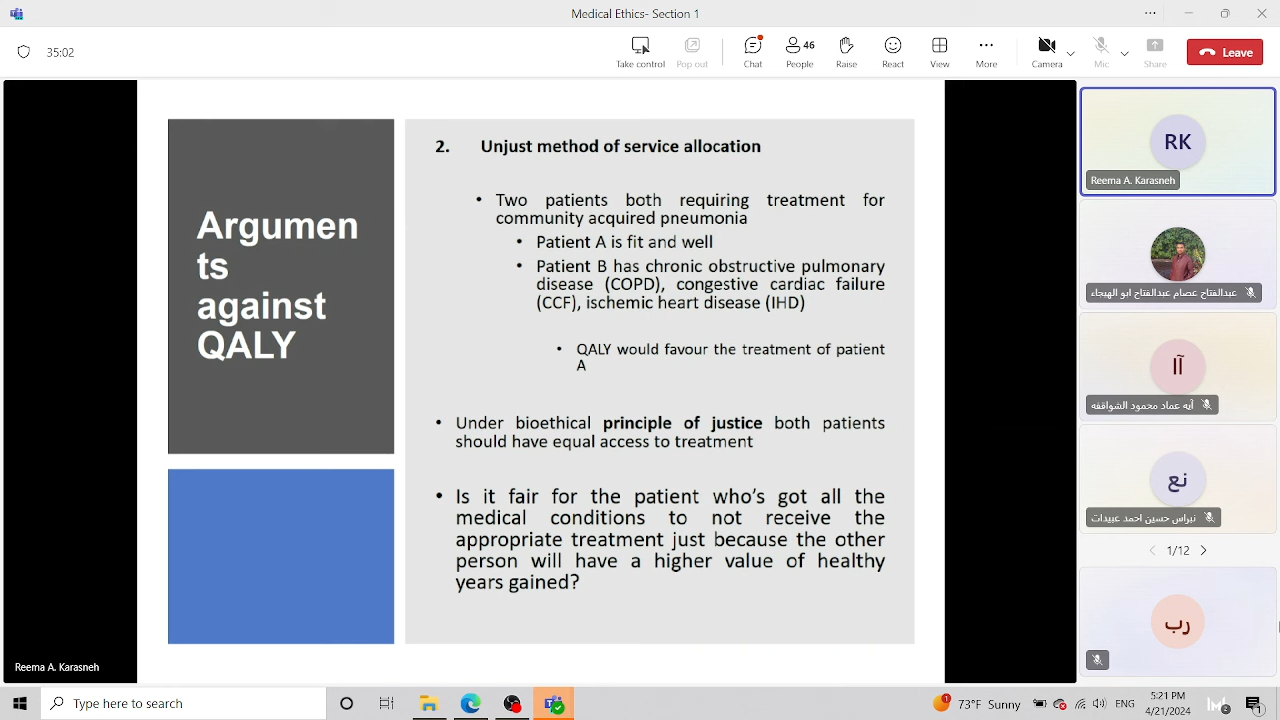 Medical Ethics- Section 1
35:02
Take control
Pop out
Chat
46
People
Raise
React
View
More
Camera
Mic
Share
Leave
Argumen
ts
against
QALY
2. Unjust method of service allocation
• Two patients both requiring treatment for
community acquired pneumonia
• Patient A is fit and well
• Patient B has chronic obstructive pulmonary
disease (COPD), congestive cardiac failure
(CCF), ischemic heart disease (IHD)
• QALY would favour the treatment of patient
A
• Under bioethical principle of justice both patients
should have equal access to treatment
• Is it fair for the patient who's got all the
medical conditions to not receive the
appropriate treatment just because the other
person will have a higher value of healthy
years gained?
Reema A. Karasneh
RK
Reema A. Karasneh
عبدالفتاح عصام عبدالفتاح ابو الهيجاء
آا
آيه عماد محمود الشواقفه
نع
نبراس حسين احمد عبيدات
1/12
رب
Type here to search
1
73°F Sunny
ENG
5:21 PM
4/21/2024
2
1